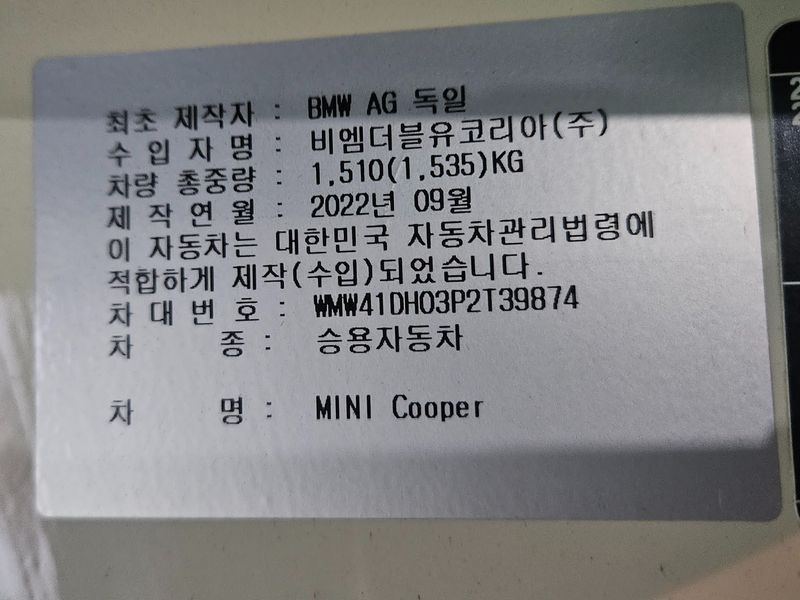 최초 제작자 : BMW AG 독일
수 입 자 명 : 비엠더블유코리아(주)
차량 총중량 : 1,510(1,535)KG
제 작 연 월 : 2022년 09월
이 자동차는 대한민국 자동차관리법령에
적합하게 제작(수입)되었습니다.
차 대 번 호 : WMW41DH03P2T39874
차 종 : 승용자동차
차 명 : MINI Cooper